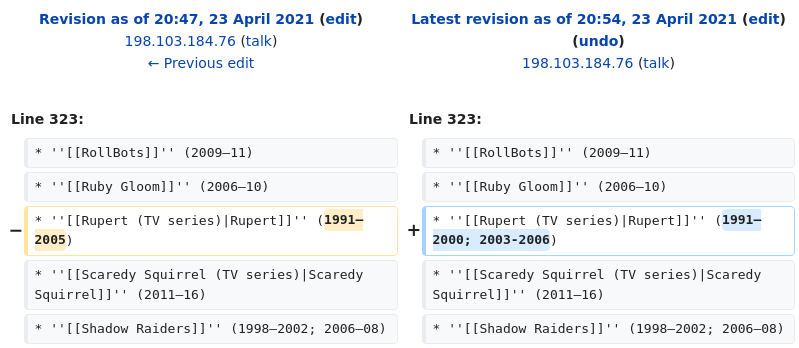 Revision as of 20:47, 23 April 2021 (edit)
198.103.184.76 (talk)
← Previous edit
Latest revision as of 20:54, 23 April 2021 (edit)
(undo)
198.103.184.76 (talk)
Line 323:
Line 323:
* ''[[RollBots]]'' (2009–11)
* ''[[RollBots]]'' (2009–11)
* ''[[Ruby Gloom]]'' (2006–10)
* ''[[Ruby Gloom]]'' (2006–10)
− * ''[[Rupert (TV series)|Rupert]]'' (1991–
2005)
+ * ''[[Rupert (TV series)|Rupert]]'' (1991–
2000; 2003-2006)
* ''[[Scaredy Squirrel (TV series)|Scaredy
Squirrel]]'' (2011–16)
* ''[[Scaredy Squirrel (TV series)|Scaredy
Squirrel]]'' (2011–16)
* ''[[Shadow Raiders]]'' (1998–2002; 2006–08)
* ''[[Shadow Raiders]]'' (1998–2002; 2006–08)